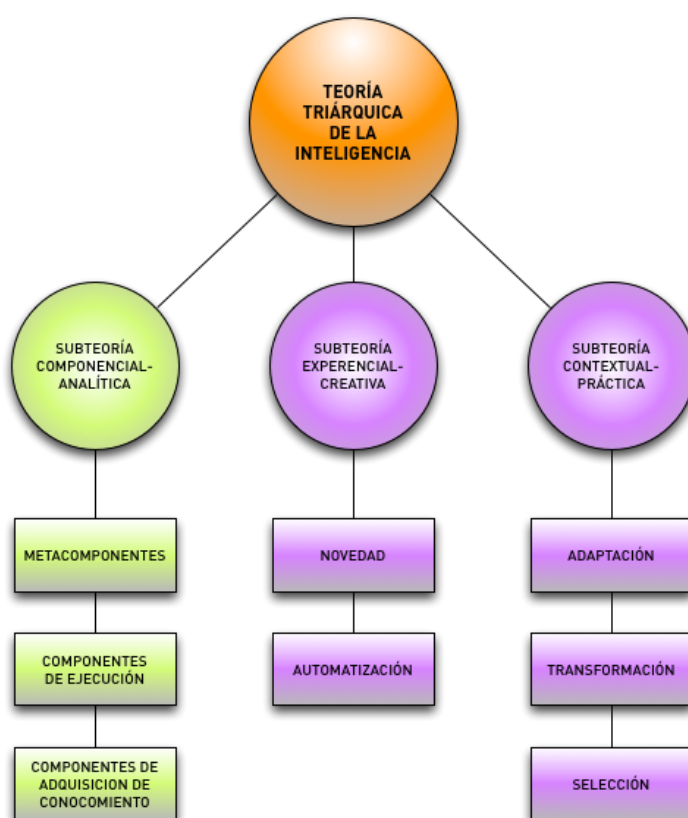 TEORÍA
TRIÁRQUICA
DE LA
INTELIGENCIA
SUBTEORÍA
COMPONENCIAL-
ANALÍTICA
SUBTEORÍA
EXPERENCIAL-
CREATIVA
SUBTEORÍA
CONTEXTUAL-
PRÁCTICA
METACOMPONENTES
NOVEDAD
ADAPTACIÓN
COMPONENTES
DE EJECUCIÓN
AUTOMATIZACIÓN
TRANSFORMACIÓN
COMPONENTES DE
ADQUISICION DE
CONOCOMIENTO
SELECCIÓN